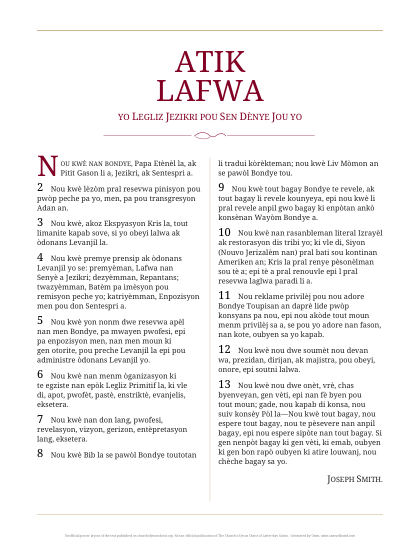 ATIK
LAFWA
YO LEGLIZ JEZIKRI POU SEN DÈNYE JOU YO
NOU KWÈ NAN BONDYE, Papa Etènèl la, ak
Pitit Gason li a, Jezikri, ak Sentespri a.
2 Nou kwè lèzòm pral resevwa pinisyon pou
pwòp peche pa yo, men, pa pou transgresyon
Adan an.
3 Nou kwè, akoz Ekspyasyon Kris la, tout
limanite kapab sove, si yo obeyi lalwa ak
òdonans Levanjil la.
4 Nou kwè premye prensip ak òdonans
Levanjil yo se: premyèman, Lafwa nan
Senyè a Jezikri; dezyèmman, Repantans;
twazyèmman, Batèm pa imèsyon pou
remisyon peche yo; katriyèmman, Enpozisyon
men pou don Sentespri a.
5 Nou kwè yon nonm dwe resevwa apèl
nan men Bondye, pa mwayen pwofesi, epi
pa enpozisyon men, nan men moun ki
gen otorite, pou preche Levanjil la epi pou
administre òdonans Levanjil yo.
6 Nou kwè nan menm òganizasyon ki
te egziste nan epòk Legliz Primitif la, ki vle
di, apot, pwofèt, pastè, enstriktè, evanjelis,
eksetera.
7 Nou kwè nan don lang, pwofesi,
revelasyon, vizyon, gerizon, entèpretasyon
lang, eksetera.
8 Nou kwè Bib la se pawòl Bondye toutotan
li tradui kòrèkteman; nou kwè Liv Mòmon an
se pawòl Bondye tou.
9 Nou kwè tout bagay Bondye te revele, ak
tout bagay li revele kounyeya, epi nou kwè li
pral revele anpil gwo bagay ki enpòtan ankò
konsènan Wayòm Bondye a.
10 Nou kwè nan rasanbleman literal Izrayèl
ak restorasyon dis tribi yo; ki vle di, Siyon
(Nouvo Jerizalèm nan) pral bati sou kontinan
Ameriken an; Kris la pral renye pèsonèlman
sou tè a; epi tè a pral renouvle epi l pral
resevwa laglwa paradi li a.
11 Nou reklame privilèj pou nou adore
Bondye Toupisan an daprè lide pwòp
konsyans pa nou, epi nou akòde tout moun
menm privilèj sa a, se pou yo adore nan fason,
nan kote, oubyen sa yo kapab.
12 Nou kwè nou dwe soumèt nou devan
wa, prezidan, dirijan, ak majistra, pou obeyi,
onore, epi soutni lalwa.
13 Nou kwè nou dwe onèt, vrè, chas
byenveyan, gen vèti, epi nan fè byen pou
tout moun; gade, nou kapab di konsa, nou
suiv konsèy Pòl la—Nou kwè tout bagay, nou
espere tout bagay, nou te pèsevere nan anpil
bagay, epi nou espere sipòte nan tout bagay. Si
gen nenpòt bagay ki gen vèti, ki emab, oubyen
ki gen bon rapò oubyen ki atire louwanj, nou
chèche bagay sa yo.
JOSEPH SMITH.